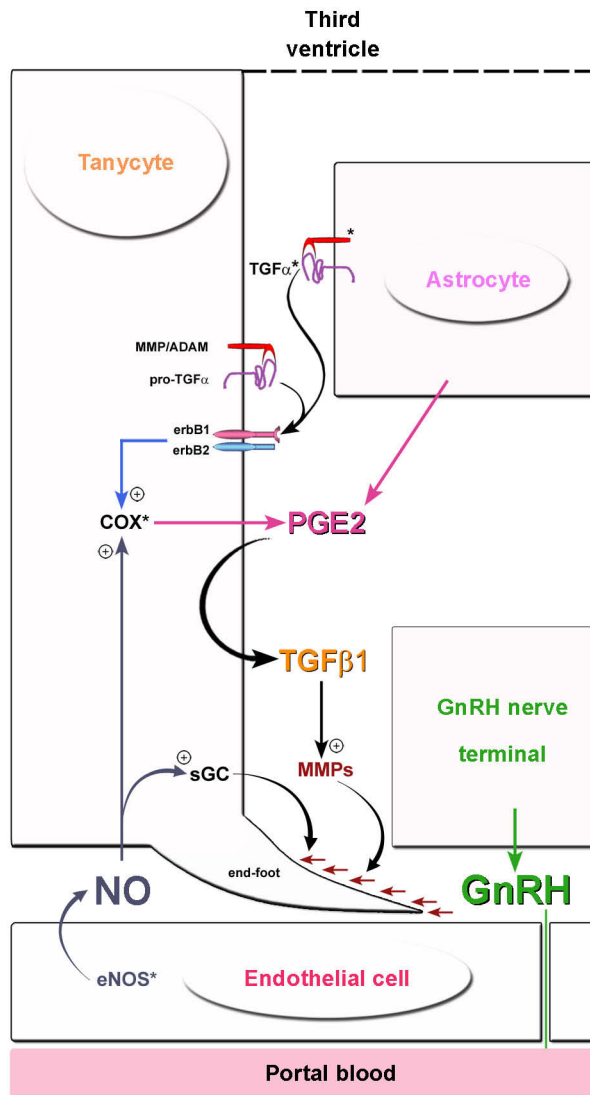 Third
ventricle
Tanycyte
*
TGFα*
Astrocyte
MMP/ADAM
pro-TGFα
erbB1
erbB2
+
COX*
+
PGE2
TGFβ1
GnRH nerve
terminal
+
+
sGC
MMPs
end-foot
NO
GnRH
eNOS*
Endothelial cell
Portal blood